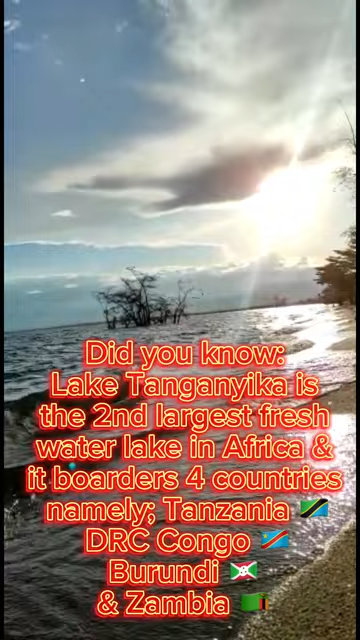 Did you know:
Lake Tanganyika is
the 2nd largest fresh
water lake in Africa &
it boarders 4 countries
namely; Tanzania 🇹🇿
DRC Congo 🇨🇩
Burundi 🇧🇮
& Zambia 🇿🇲